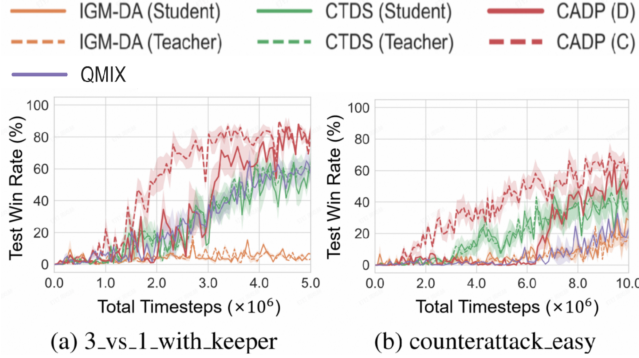 IGM-DA (Student) CTDS (Student) CADP (D)
IGM-DA (Teacher) CTDS (Teacher) CADP (C)
QMIX
100
80
60
40
20
0
Test Win Rate (%)
0.0 1.0 2.0 3.0 4.0 5.0
Total Timesteps (×10⁶)
(a) 3_vs_1_with_keeper
100
80
60
40
20
0
Test Win Rate (%)
0.0 2.0 4.0 6.0 8.0 10.0
Total Timesteps (×10⁶)
(b) counterattack_easy